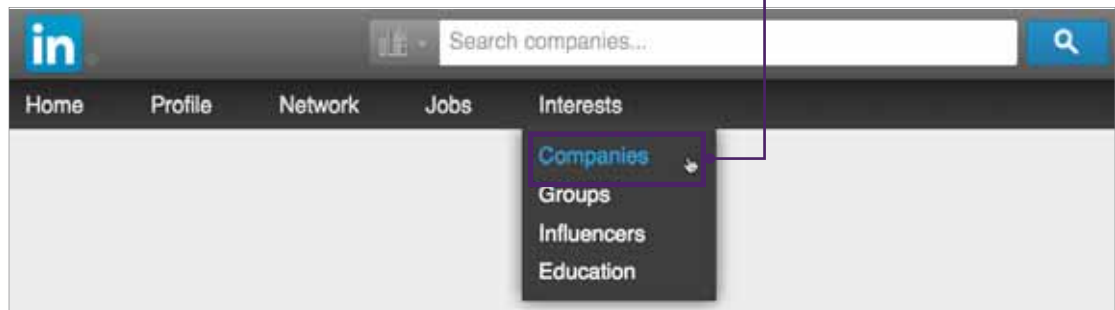 in
Search companies...
Home Profile Network Jobs Interests
Companies
Groups
Influencers
Education